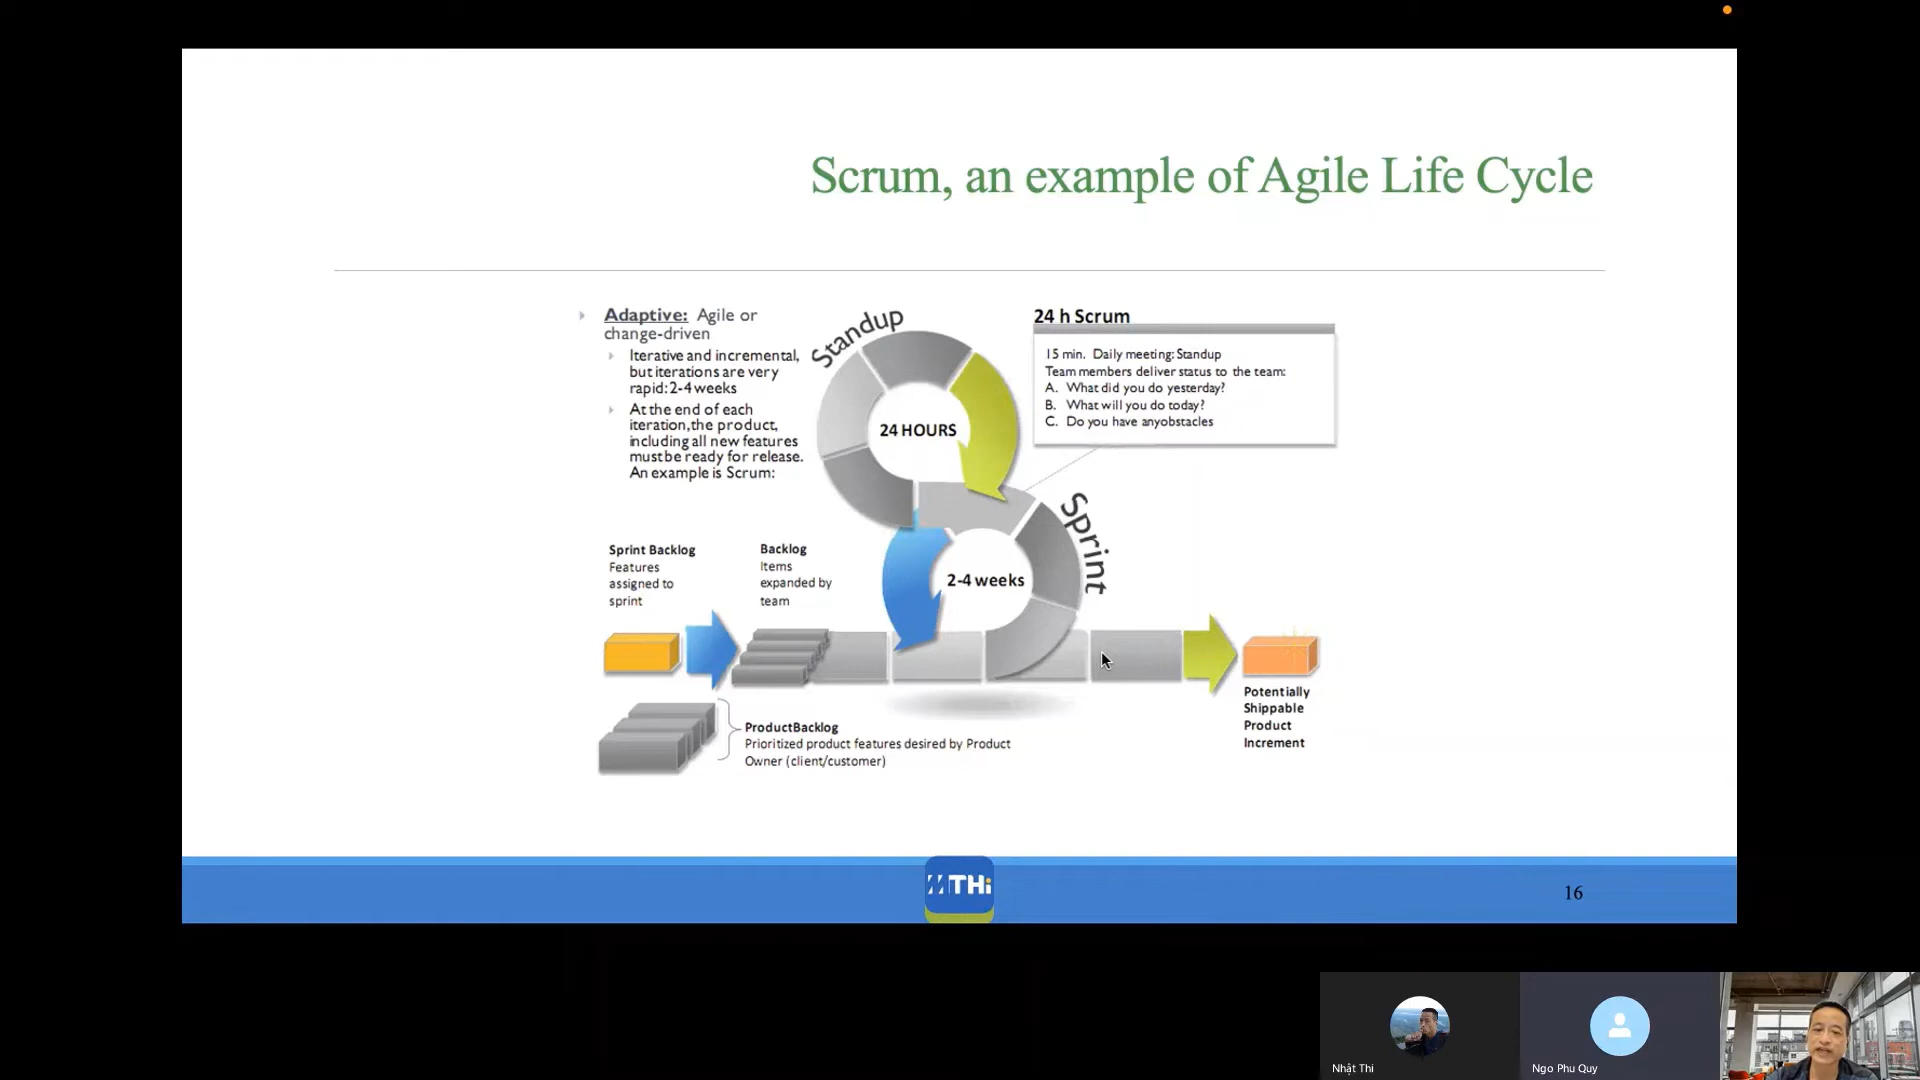 Scrum, an example of Agile Life Cycle
Adaptive: Agile or
change-driven
Iterative and incremental,
but iterations are very
rapid: 2-4 weeks
At the end of each
iteration,the product,
including all new features
mustbe ready for release.
An example is Scrum:
Standup
24 HOURS
24 h Scrum
15 min. Daily meeting: Standup
Team members deliver status to the team:
A. What did you do yesterday?
B. What will you do today?
C. Do you have anyobstacles
Sprint
2-4 weeks
Sprint Backlog
Features
assigned to
sprint
Backlog
Items
expanded by
team
ProductBacklog
Prioritized product features desired by Product
Owner (client/customer)
Potentially
Shippable
Product
Increment
THi
16
Nhật Thi
Ngo Phu Quy